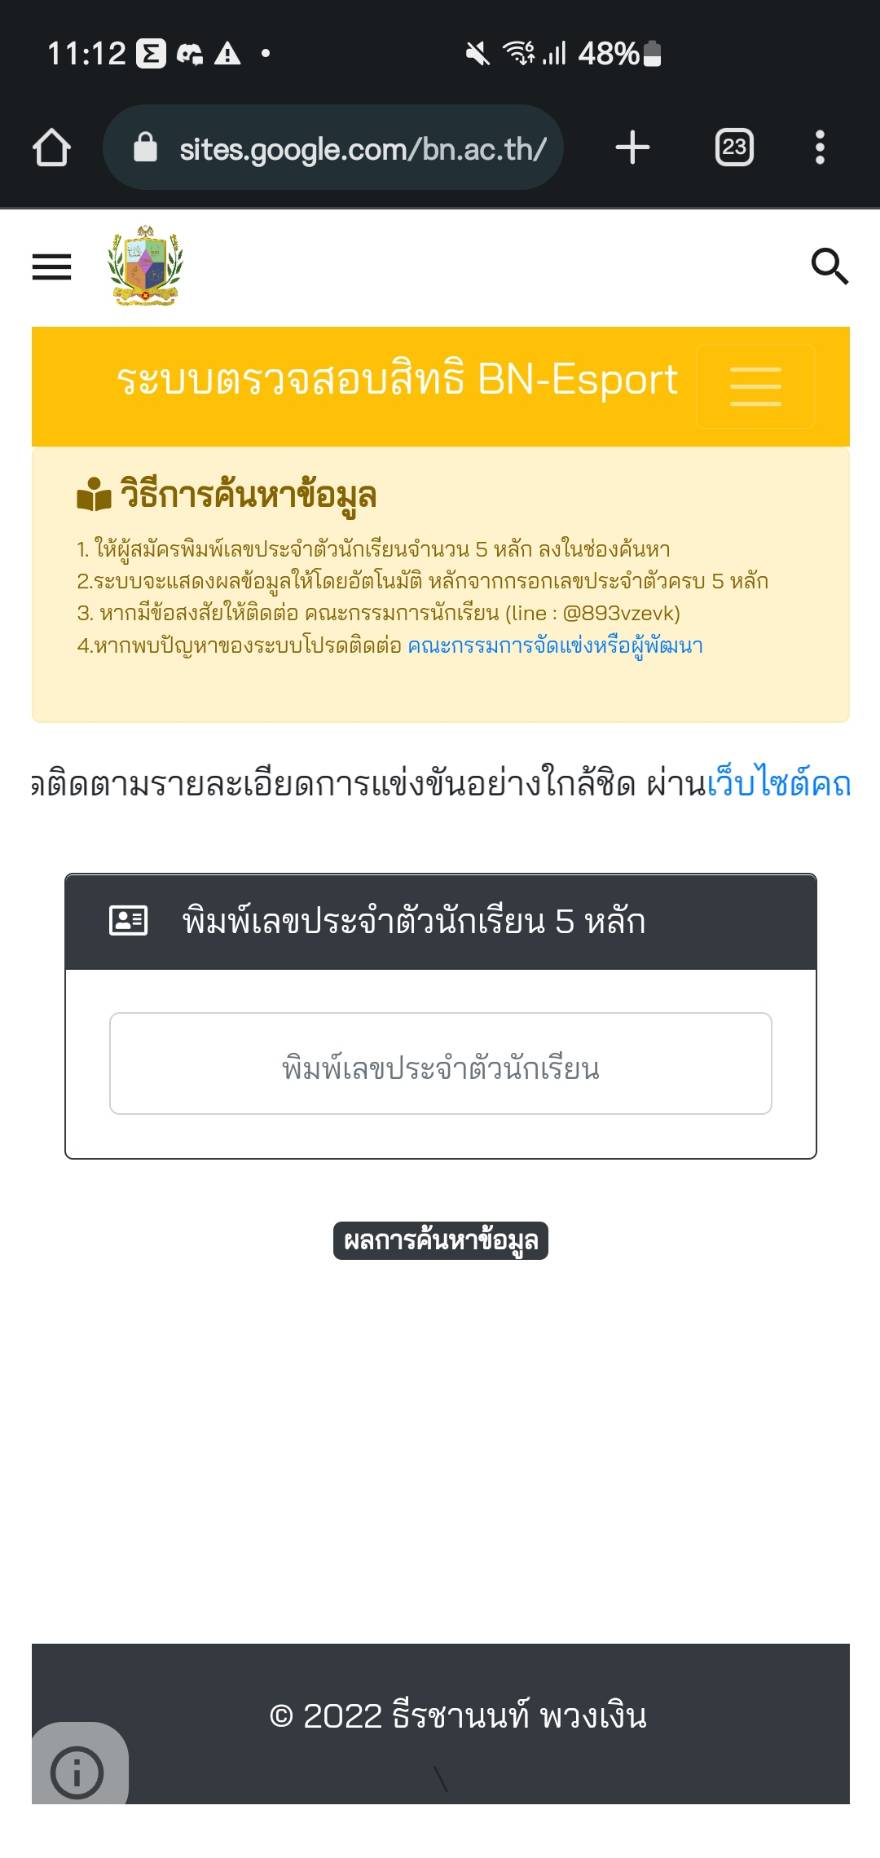 11:12
48%
sites.google.com/bn.ac.th/
23
ระบบตรวจสอบสิทธิ BN-Esport
วิธีการค้นหาข้อมูล
1. ให้ผู้สมัครพิมพ์เลขประจำตัวนักเรียนจำนวน 5 หลัก ลงในช่องค้นหา
2.ระบบจะแสดงผลข้อมูลให้โดยอัตโนมัติ หลักจากกรอกเลขประจำตัวครบ 5 หลัก
3. หากมีข้อสงสัยให้ติดต่อ คณะกรรมการนักเรียน (line : @893vzevk)
4.หากพบปัญหาของระบบโปรดติดต่อ คณะกรรมการจัดแข่งหรือผู้พัฒนา
ดติดตามรายละเอียดการแข่งขันอย่างใกล้ชิด ผ่านเว็บไซต์คณ
พิมพ์เลขประจำตัวนักเรียน 5 หลัก
พิมพ์เลขประจำตัวนักเรียน
ผลการค้นหาข้อมูล
© 2022 ธีรชานนท์ พวงเงิน